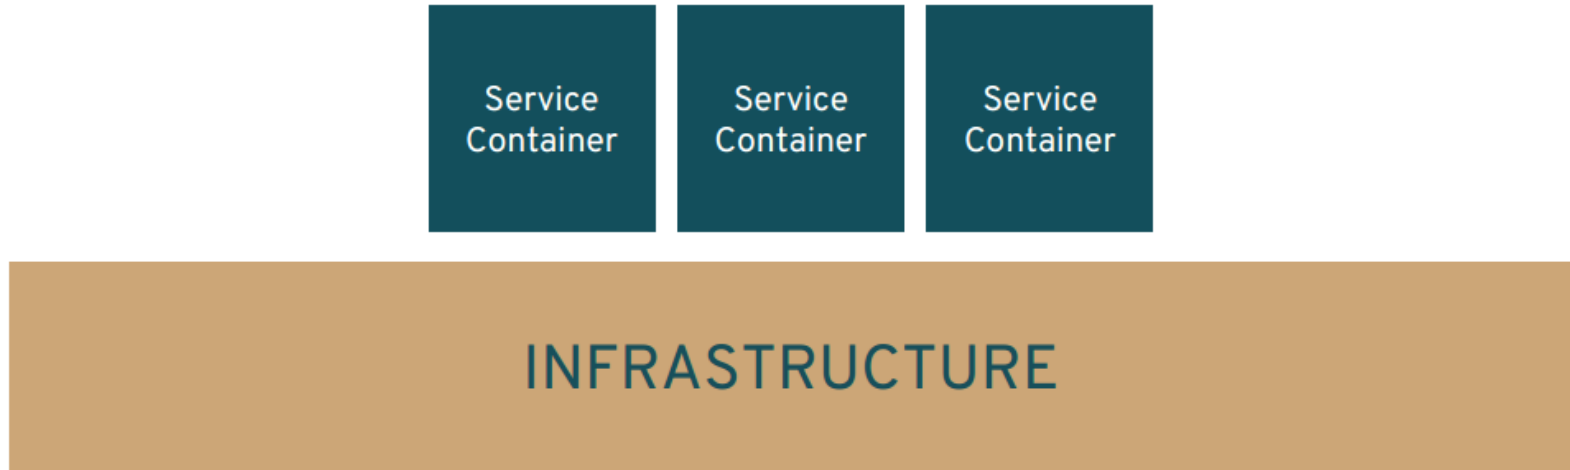 Service
Container
Service
Container
Service
Container
INFRASTRUCTURE